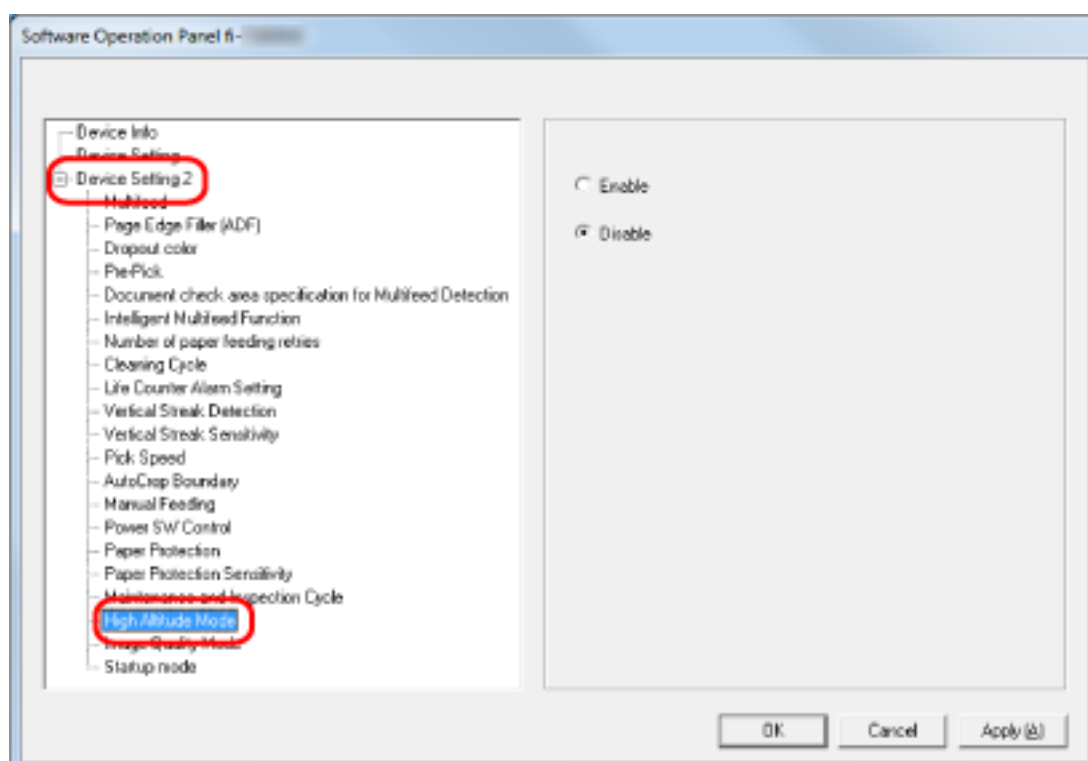 Software Operation Panel fi-
Device Info
Device Setting
Device Setting 2
Multifeed
Page Edge Filler (ADF)
Dropout color
Pre-Pick
Document check area specification for Multifeed Detection
Intelligent Multifeed Function
Number of paper feeding retries
Cleaning Cycle
Life Counter Alarm Setting
Vertical Streak Detection
Vertical Streak Sensitivity
Pick Speed
AutoCrop Boundary
Manual Feeding
Power SW Control
Paper Protection
Paper Protection Sensitivity
Maintenance and Inspection Cycle
High Altitude Mode
Image Quality Mode
Startup mode
Enable
Disable
OK
Cancel
Apply (A)